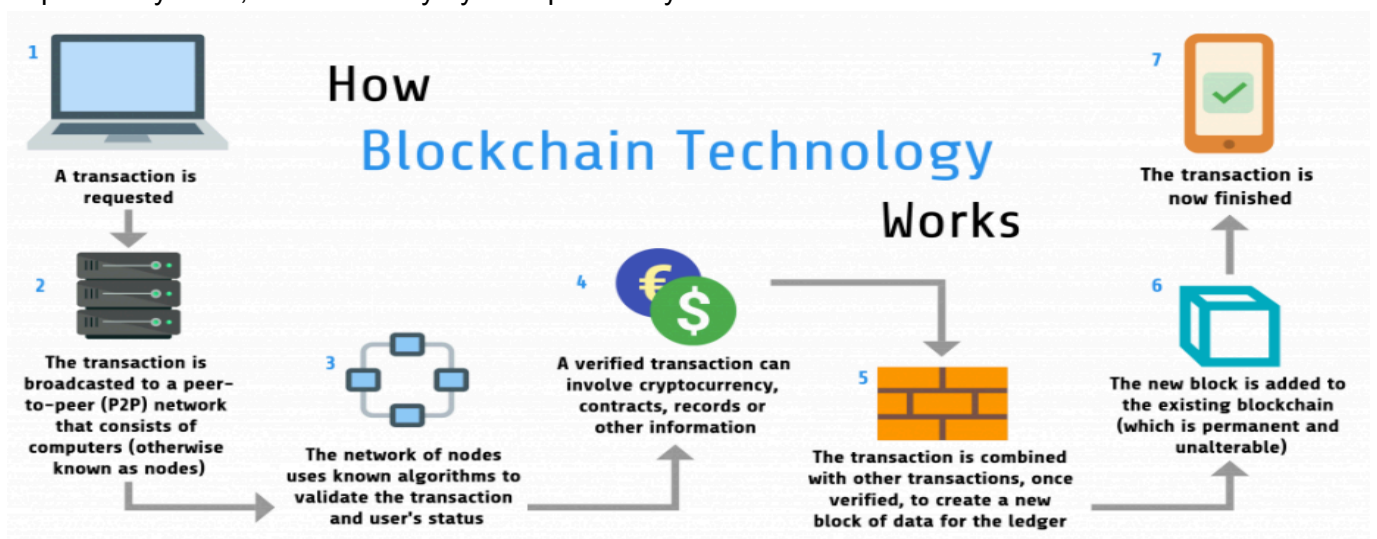 How
Blockchain Technology
Works
1
A transaction is
requested
2
The transaction is
broadcasted to a peer-
to-peer (P2P) network
that consists of
computers (otherwise
known as nodes)
3
The network of nodes
uses known algorithms to
validate the transaction
and user's status
4
€
$
A verified transaction can
involve cryptocurrency,
contracts, records or
other information
5
The transaction is combined
with other transactions, once
verified, to create a new
block of data for the ledger
6
The new block is added to
the existing blockchain
(which is permanent and
unalterable)
7
The transaction is
now finished